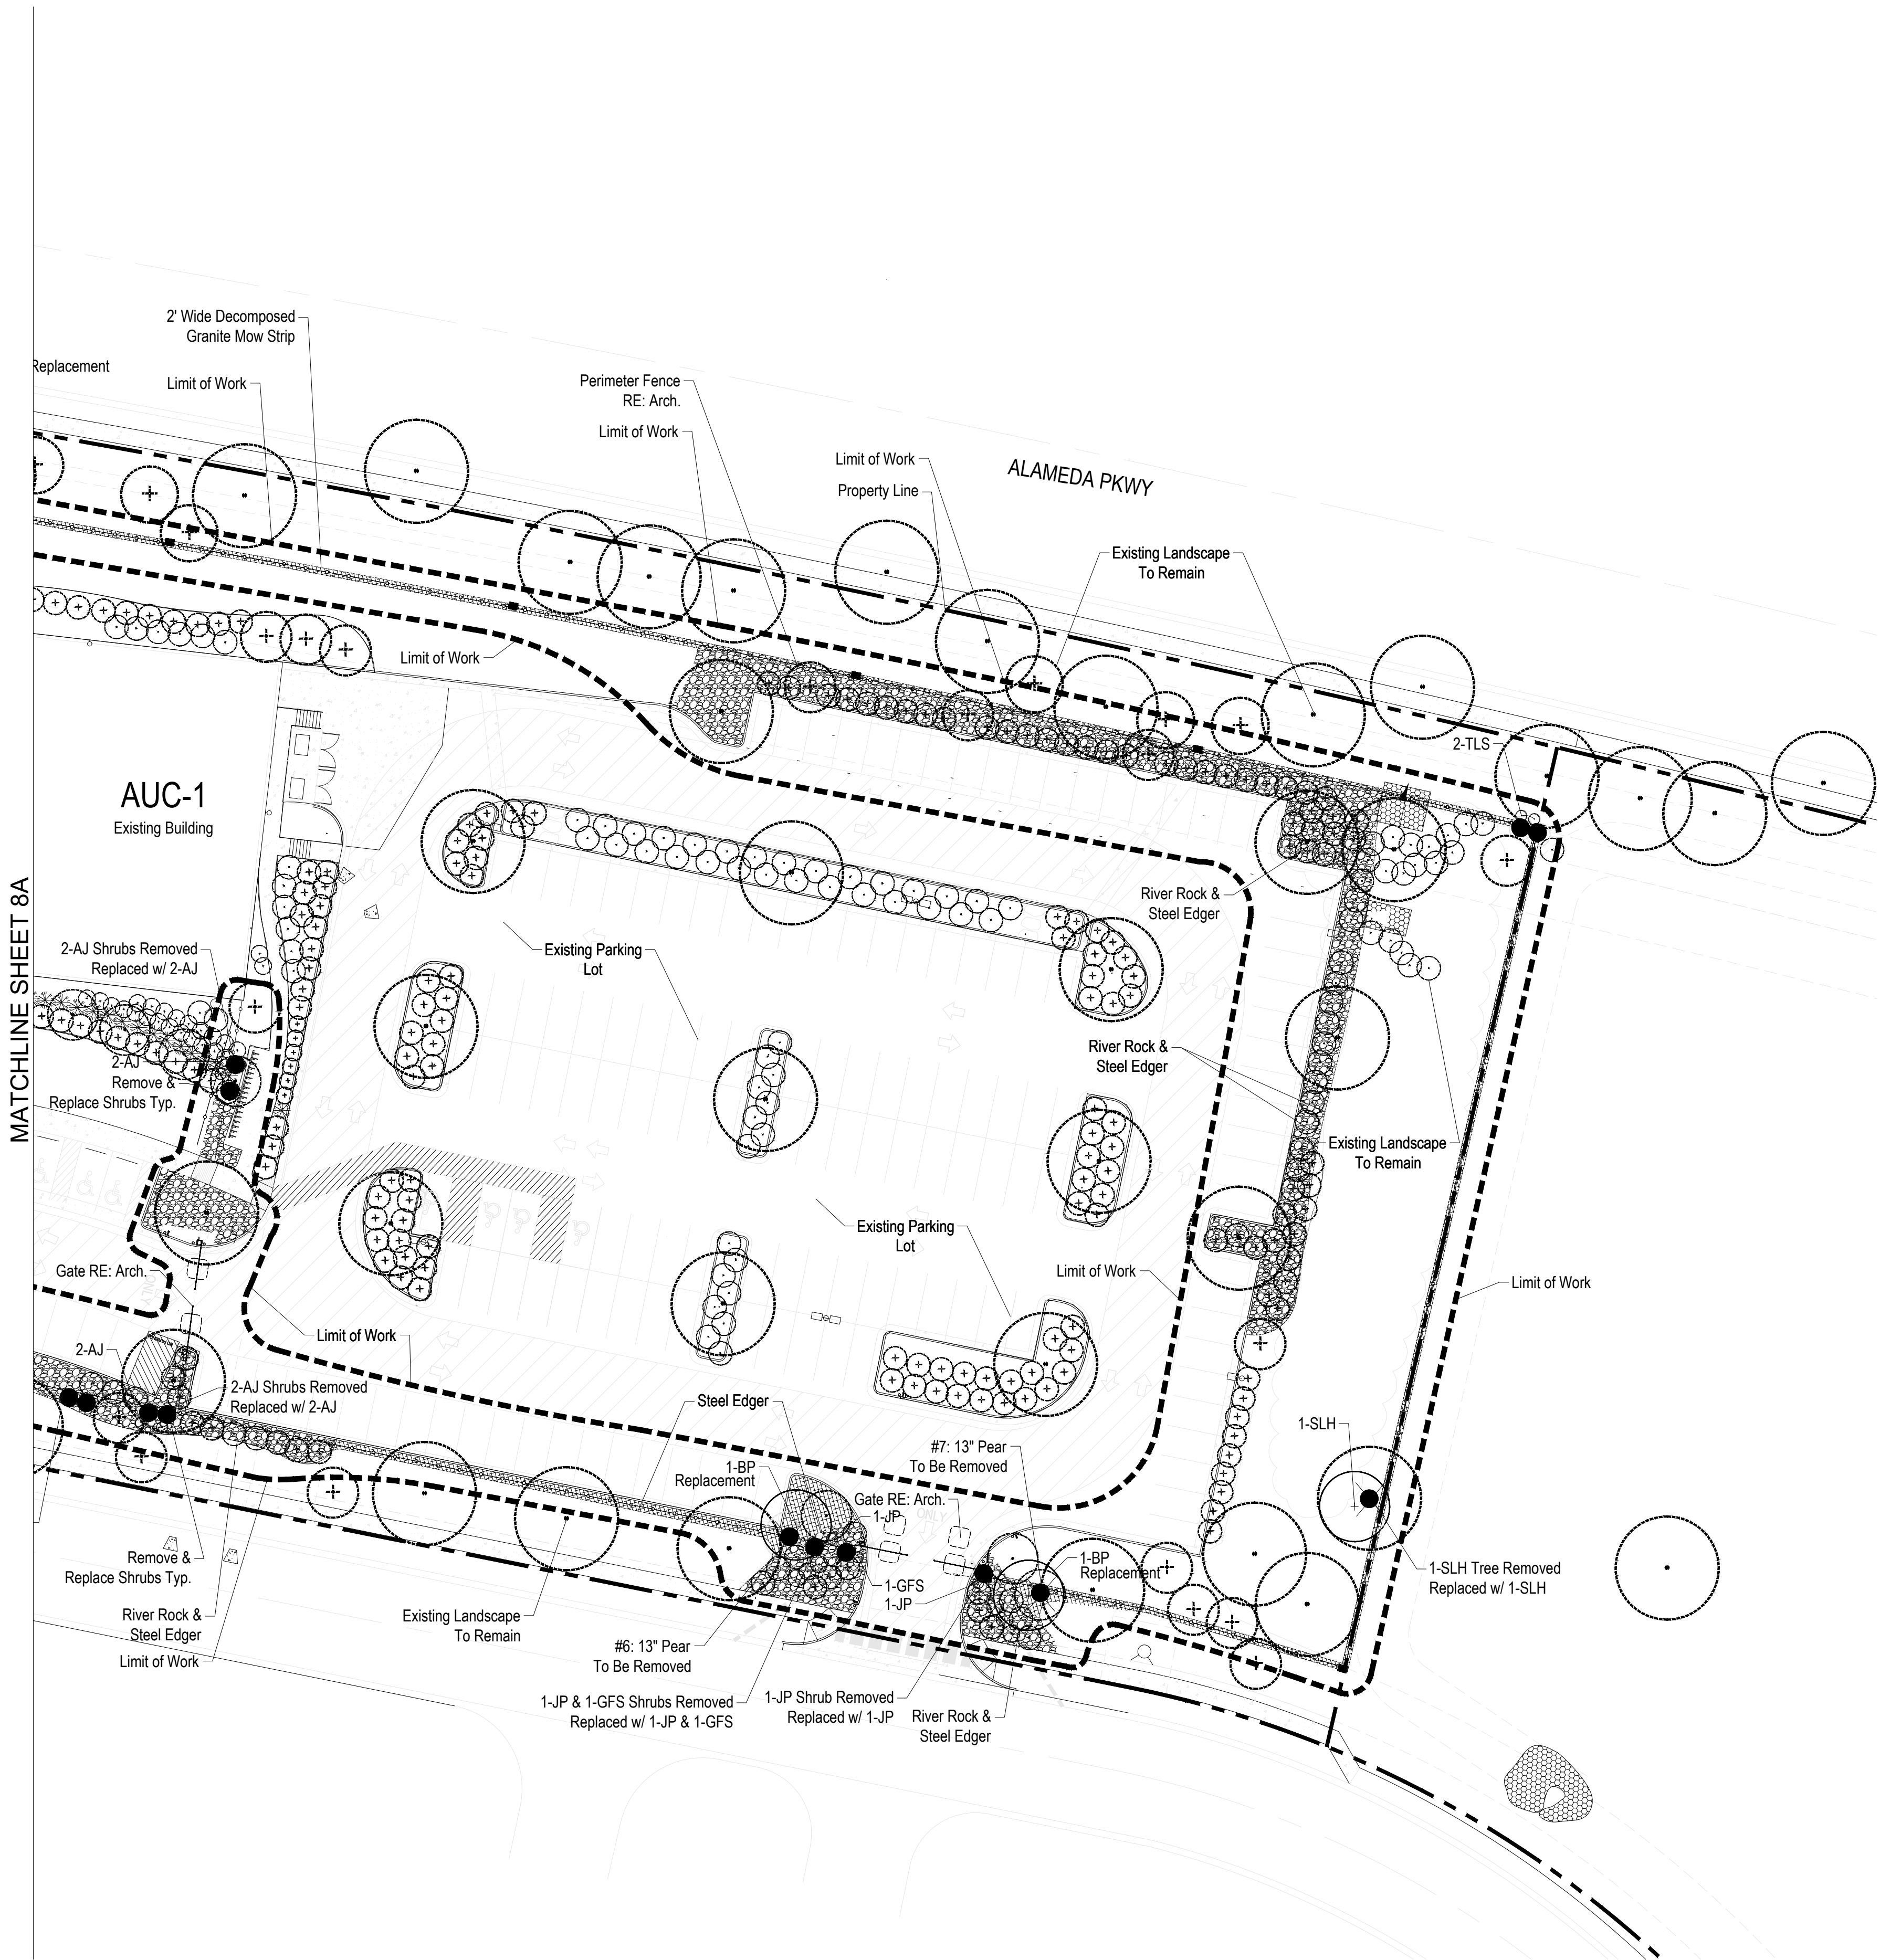 2' Wide Decomposed
Granite Mow Strip
Replacement
Limit of Work
Perimeter Fence
RE: Arch.
Limit of Work
Limit of Work
Property Line
ALAMEDA PKWY
Existing Landscape
To Remain
Limit of Work
2-TLS
AUC-1
Existing Building
River Rock &
Steel Edger
MATCHLINE SHEET 8A
2-AJ Shrubs Removed
Replaced w/ 2-AJ
Existing Parking
Lot
2-AJ
Remove &
Replace Shrubs Typ.
River Rock &
Steel Edger
Existing Landscape
To Remain
Existing Parking
Lot
Gate RE: Arch.
Limit of Work
Limit of Work
Limit of Work
2-AJ
2-AJ Shrubs Removed
Replaced w/ 2-AJ
Steel Edger
1-SLH
#7: 13" Pear
To Be Removed
1-BP
Replacement
Gate RE: Arch.
1-JP
ONLY
Remove &
Replace Shrubs Typ.
1-BP
Replacement
1-GFS
1-JP
1-SLH Tree Removed
Replaced w/ 1-SLH
River Rock &
Steel Edger
Existing Landscape
To Remain
Limit of Work
#6: 13" Pear
To Be Removed
1-JP & 1-GFS Shrubs Removed
Replaced w/ 1-JP & 1-GFS
1-JP Shrub Removed
Replaced w/ 1-JP
River Rock &
Steel Edger